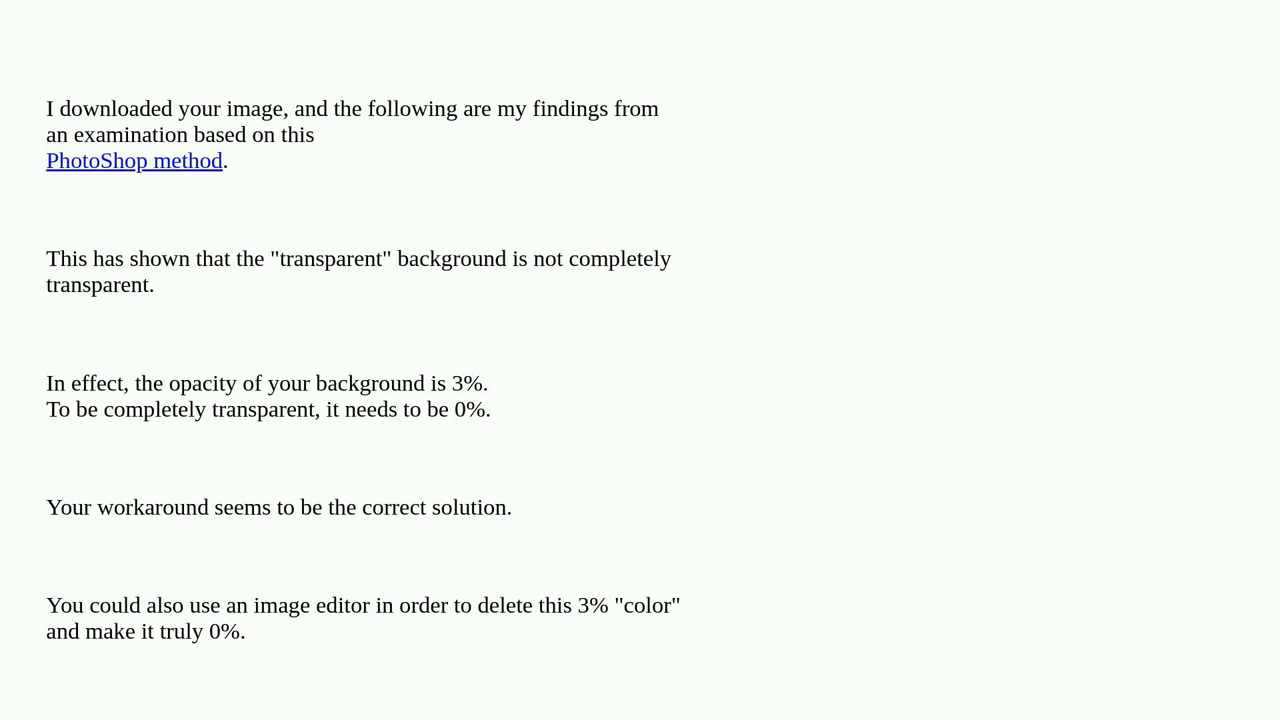 I downloaded your image, and the following are my findings from
an examination based on this
PhotoShop method.
This has shown that the "transparent" background is not completely
transparent.
In effect, the opacity of your background is 3%.
To be completely transparent, it needs to be 0%.
Your workaround seems to be the correct solution.
You could also use an image editor in order to delete this 3% "color"
and make it truly 0%.